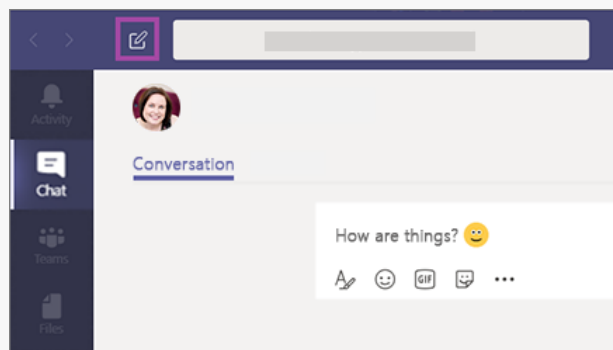 Activity
Conversation
Chat
How are things?
Teams
GIF
Files